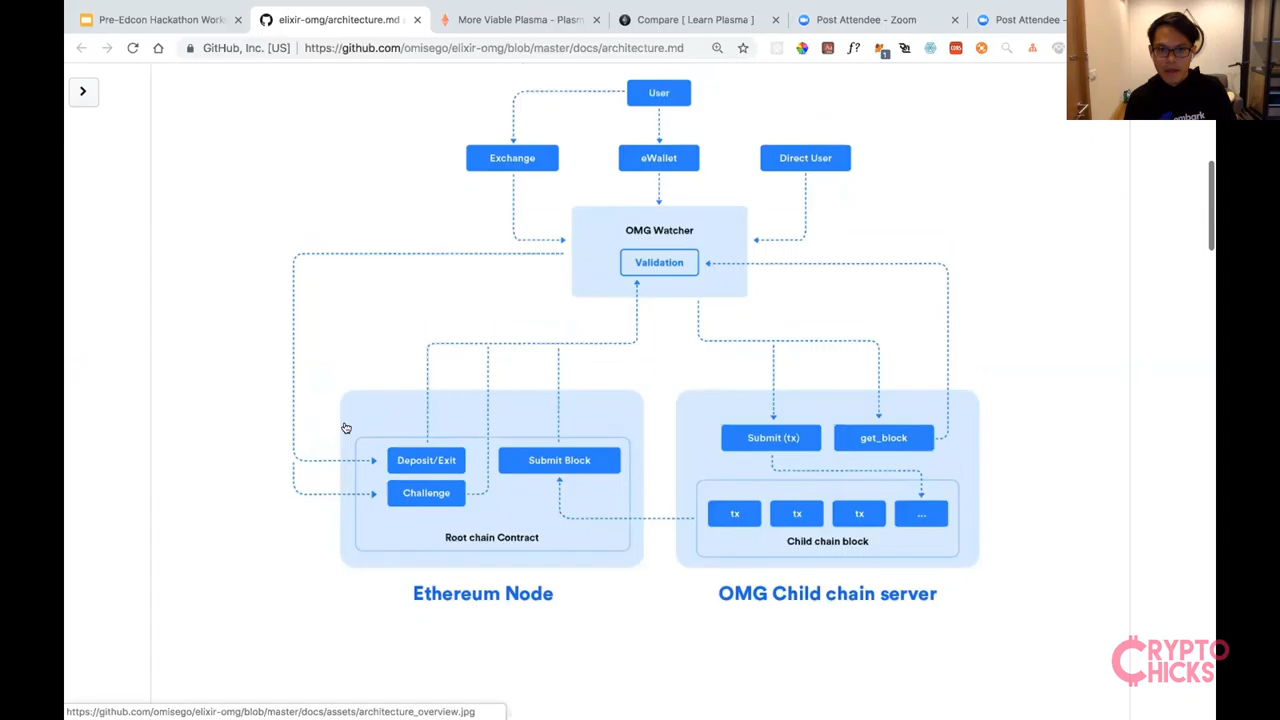 Pre-Edcon Hackathon Work
elixir-omg/architecture.md
More Viable Plasma - Plasm
Compare [ Learn Plasma ]
Post Attendee - Zoom
Post Attendee -
GitHub, Inc. [US]
https://github.com/omisego/elixir-omg/blob/master/docs/architecture.md
User
Exchange
eWallet
Direct User
OMG Watcher
Validation
Submit (tx)
get_block
Deposit/Exit
Submit Block
Challenge
tx
tx
tx
...
Root chain Contract
Child chain block
Ethereum Node
OMG Child chain server
CRYPTO
CHICKS
https://github.com/omisego/elixir-omg/blob/master/docs/assets/architecture_overview.jpg